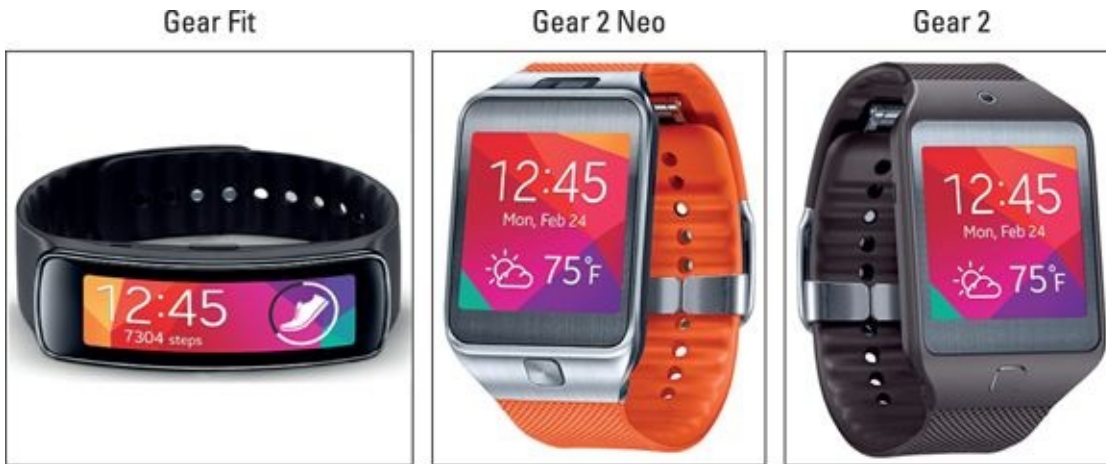 Gear Fit
Gear 2 Neo
Gear 2
12:45
7304 steps
12:45
Mon, Feb 24
75°F
12:45
Mon, Feb 24
75°F